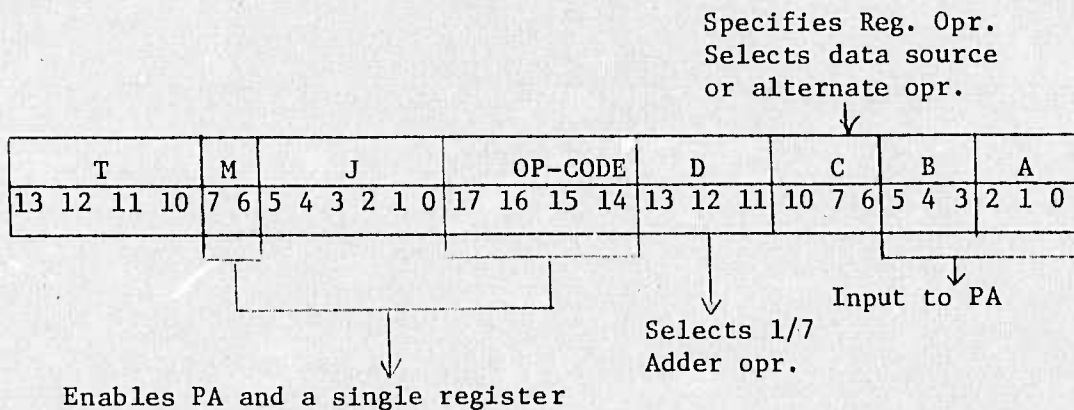 Specifies Reg. Opr.
Selects data source
or alternate opr.
T M J OP-CODE D C B A
13 12 11 10 7 6 5 4 3 2 1 0 17 16 15 14 13 12 11 10 7 6 5 4 3 2 1 0
Input to PA
Selects 1/7
Adder opr.
Enables PA and a single register